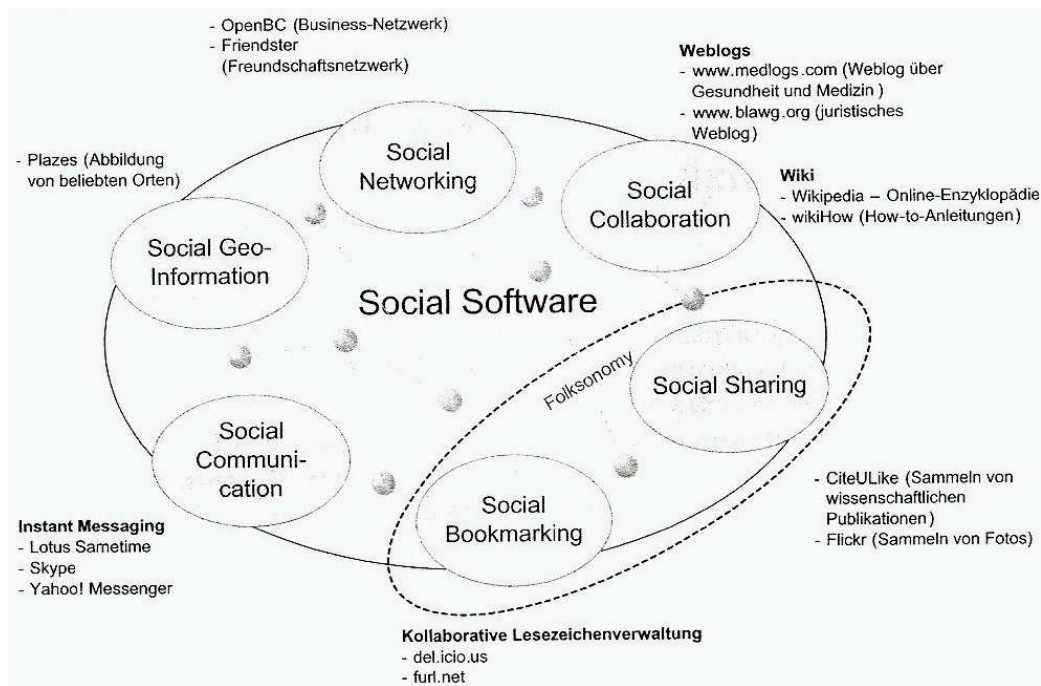 - OpenBC (Business-Netzwerk)
- Friendster
(Freundschaftsnetzwerk)
Weblogs
- www.medlogs.com (Weblog über
Gesundheit und Medizin )
- www.blawg.org (juristisches
Weblog)
- Plazes (Abbildung
von beliebten Orten)
Social
Networking
Social
Collaboration
Wiki
- Wikipedia – Online-Enzyklopädie
- wikiHow (How-to-Anleitungen)
Social Geo-
Information
Social Software
Folksonomy
Social Sharing
Social
Communi-
cation
Social
Bookmarking
- CiteULike (Sammeln von
wissenschaftlichen
Publikationen)
- Flickr (Sammeln von Fotos)
Instant Messaging
- Lotus Sametime
- Skype
- Yahoo! Messenger
Kollaborative Lesezeichenverwaltung
- del.icio.us
- furl.net